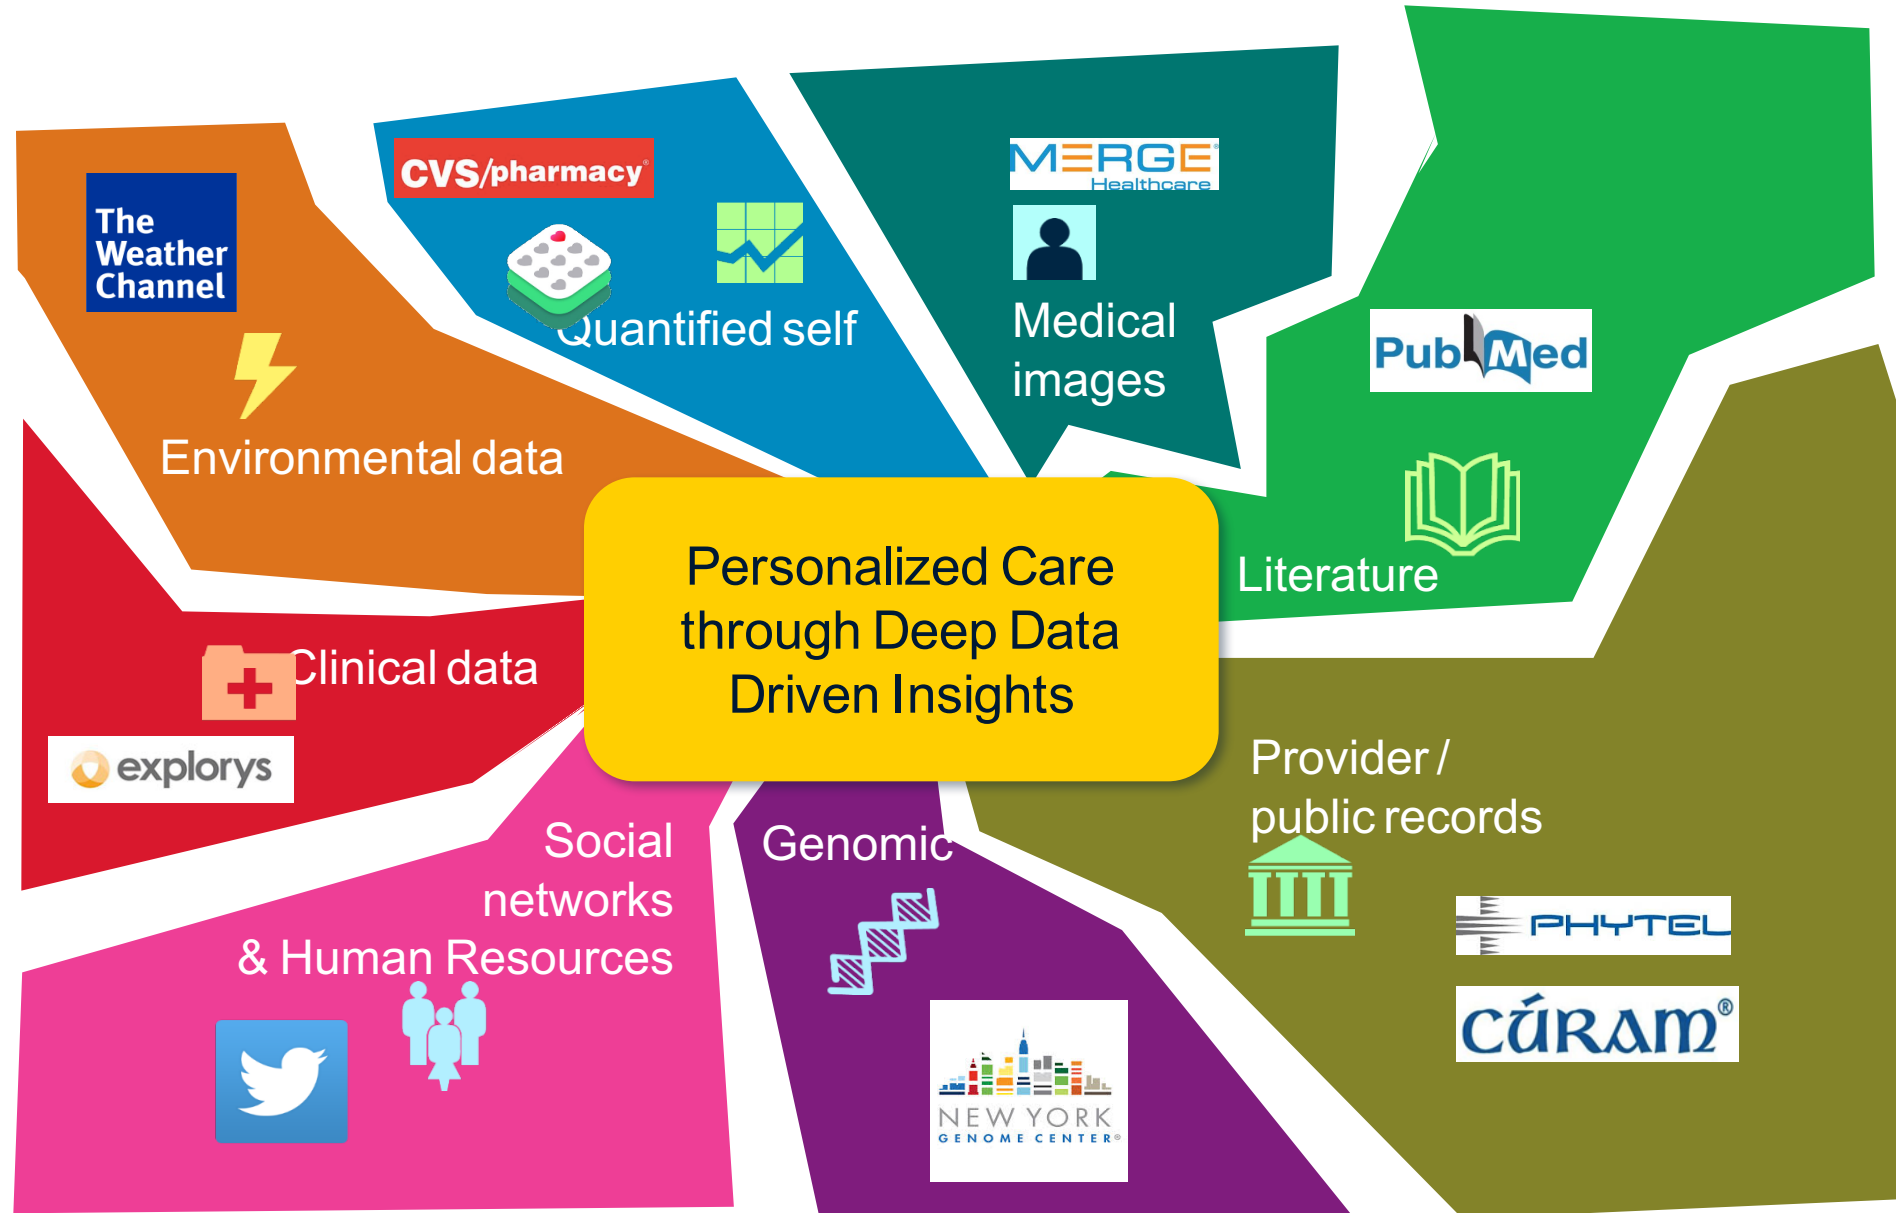 The
Weather
Channel
Environmental data
CVS/pharmacy®
Quantified self
MERGE®
Healthcare
Medical
images
PubMed
Literature
Personalized Care
through Deep Data
Driven Insights
Clinical data
explorys
Social
networks
& Human Resources
Genomic
NEW YORK
GENOME CENTER®
Provider /
public records
PHYTEL
CÚRAM®